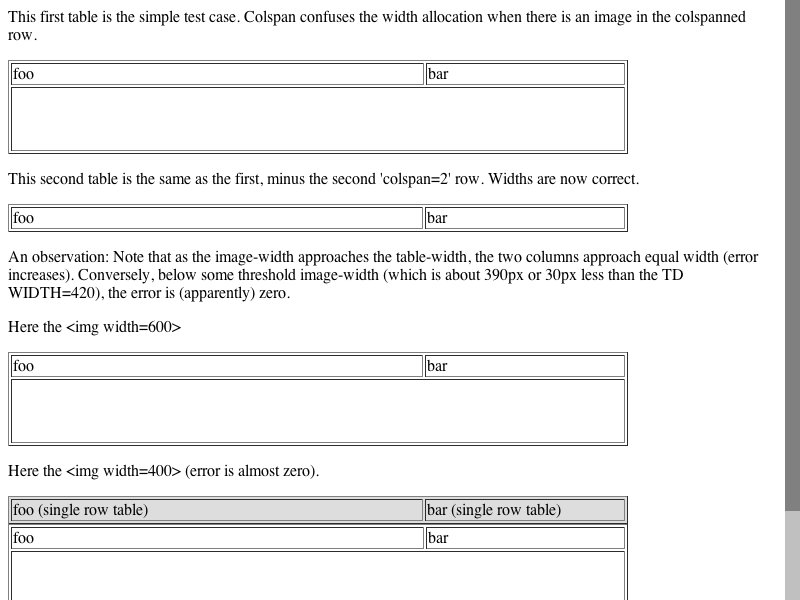 This first table is the simple test case. Colspan confuses the width allocation when there is an image in the colspanned
row.
foo bar
This second table is the same as the first, minus the second 'colspan=2' row. Widths are now correct.
foo bar
An observation: Note that as the image-width approaches the table-width, the two columns approach equal width (error
increases). Conversely, below some threshold image-width (which is about 390px or 30px less than the TD
WIDTH=420), the error is (apparently) zero.
Here the <img width=600>
foo bar
Here the <img width=400> (error is almost zero).
foo (single row table) bar (single row table)
foo bar